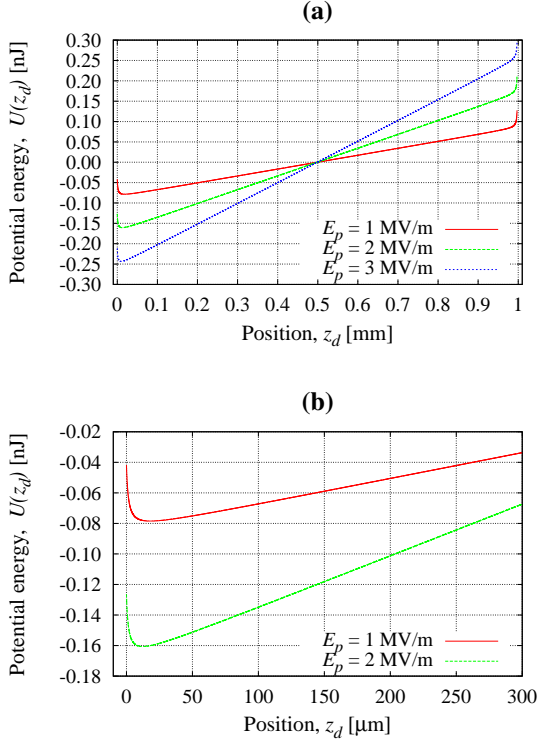 (a)
Potential energy, U(z_d) [nJ]
0.30
0.25
0.20
0.15
0.10
0.05
0.00
-0.05
-0.10
-0.15
-0.20
-0.25
-0.30
E_p = 1 MV/m
E_p = 2 MV/m
E_p = 3 MV/m
0 0.1 0.2 0.3 0.4 0.5 0.6 0.7 0.8 0.9 1
Position, z_d [mm]
(b)
Potential energy, U(z_d) [nJ]
-0.02
-0.04
-0.06
-0.08
-0.10
-0.12
-0.14
-0.16
-0.18
E_p = 1 MV/m
E_p = 2 MV/m
0 50 100 150 200 250 300
Position, z_d [μm]